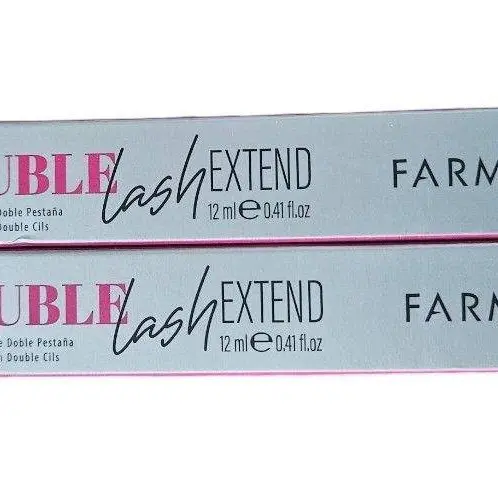 UBLE lash EXTEND FARM
12 ml e 0.41 fl.oz
Doble Pestaña
Double Cils
UBLE lash EXTEND FARM
12 ml e 0.41 fl.oz
Doble Pestaña
Double Cils